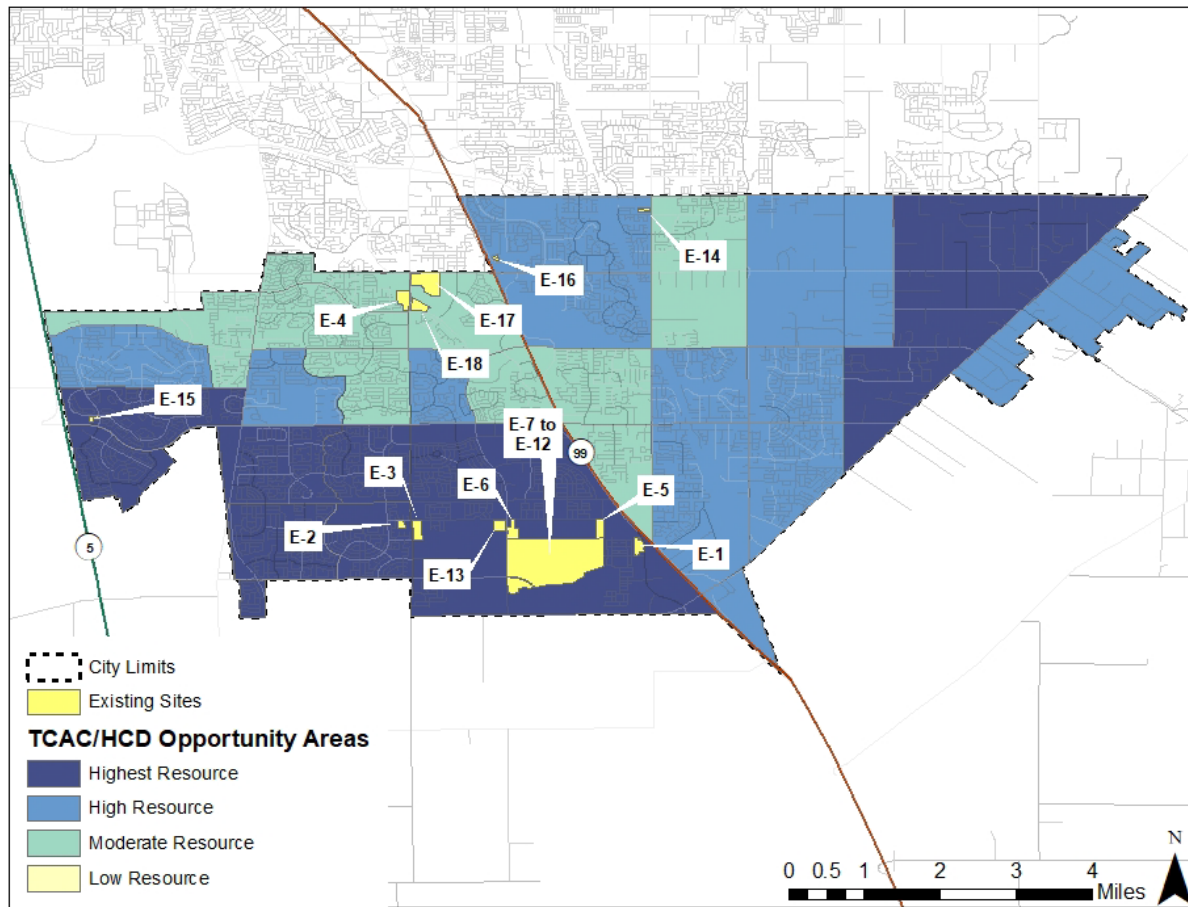 E-16
E-14
E-4
E-17
E-18
E-15
E-7 to
E-12
99
E-3
E-6
E-5
E-2
E-1
E-13
5
City Limits
Existing Sites
TCAC/HCD Opportunity Areas
Highest Resource
High Resource
Moderate Resource
Low Resource
N
0 0.5 1 2 3 4
Miles